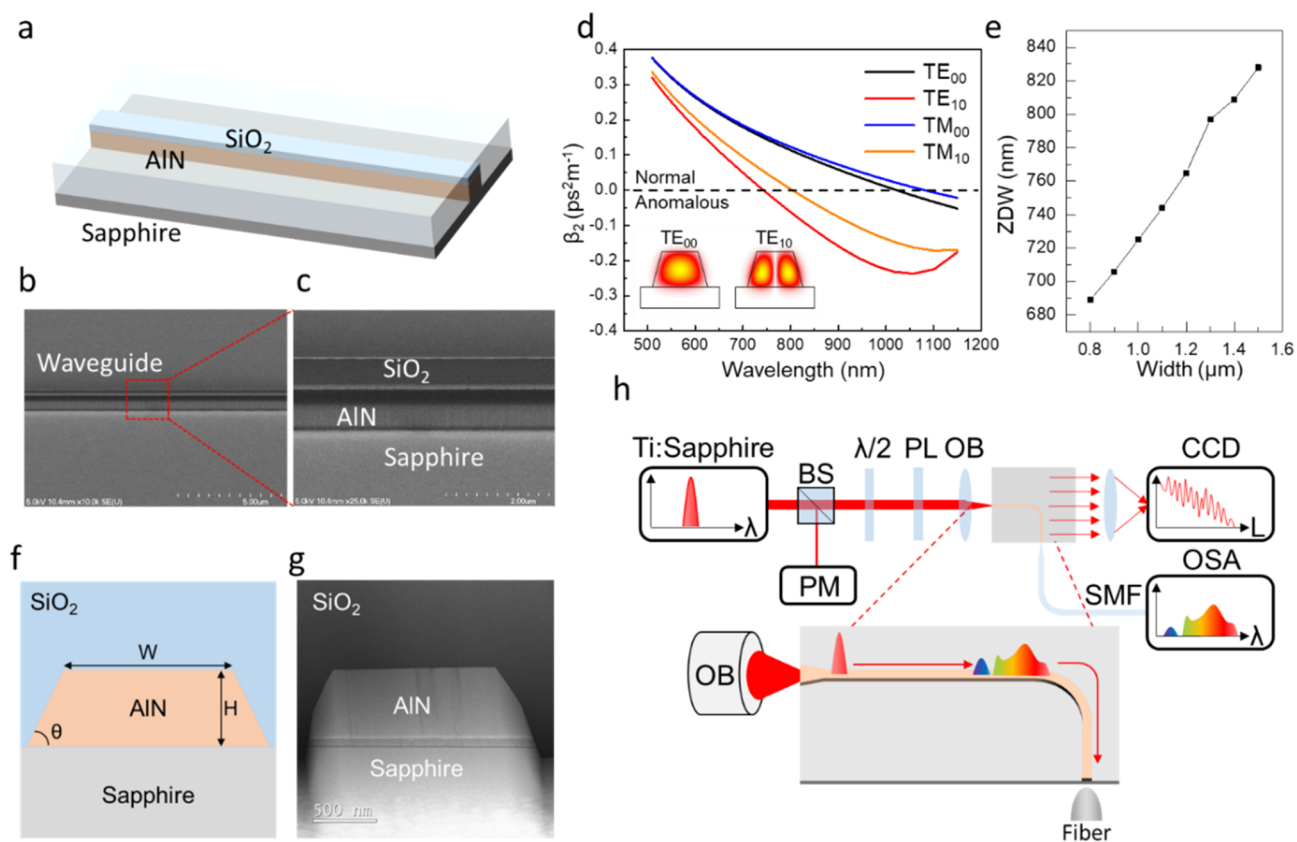 a
SiO₂
AlN
Sapphire
b
Waveguide
5.0kV 10.4mm x10.0k SE(U)
5.00um
c
SiO₂
AlN
Sapphire
5.0kV 10.4mm x25.0k SE(U)
2.00um
d
0.4
0.3
0.2
0.1
0.0
-0.1
-0.2
-0.3
-0.4
β₂ (ps²m⁻¹)
TE₀₀
TE₁₀
TM₀₀
TM₁₀
Normal
Anomalous
TE₀₀
TE₁₀
500 600 700 800 900 1000 1100 1200
Wavelength (nm)
e
840
820
800
780
760
740
720
700
680
ZDW (nm)
0.8 1.0 1.2 1.4 1.6
Width (μm)
f
SiO₂
W
AlN
H
θ
Sapphire
g
SiO₂
AlN
Sapphire
500 nm
h
Ti:Sapphire
λ
BS
PM
λ/2 PL OB
CCD
L
OSA
λ
SMF
OB
Fiber